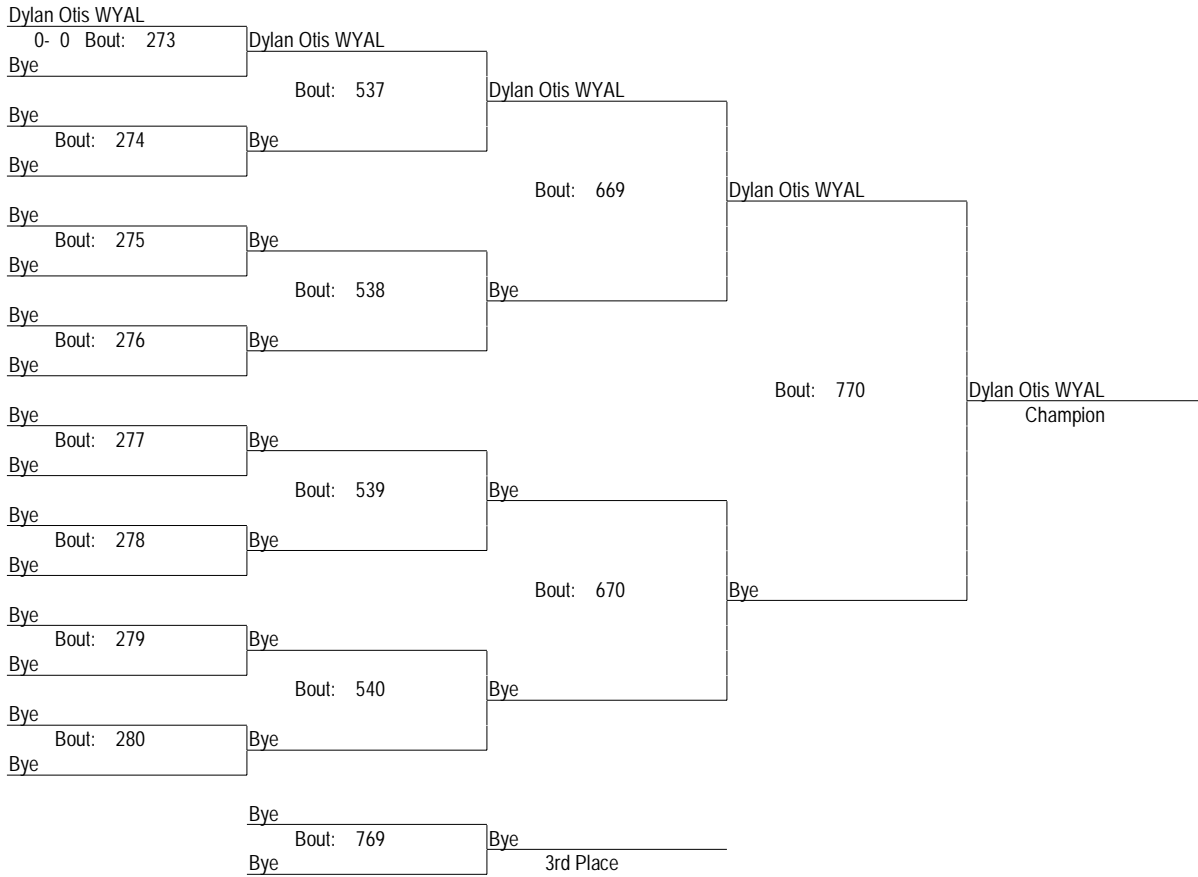 Dylan Otis WYAL
0- 0 Bout: 273 Dylan Otis WYAL
Bye
Bout: 537 Dylan Otis WYAL
Bye
Bout: 274 Bye
Bye
Bout: 669 Dylan Otis WYAL
Bye
Bout: 275 Bye
Bye
Bout: 538 Bye
Bye
Bout: 276 Bye
Bye
Bout: 770 Dylan Otis WYAL
Champion
Bye
Bout: 277 Bye
Bye
Bout: 539 Bye
Bye
Bout: 278 Bye
Bye
Bout: 670 Bye
Bye
Bout: 279 Bye
Bye
Bout: 540 Bye
Bye
Bout: 280 Bye
Bye
Bye
Bout: 769 Bye
Bye 3rd Place